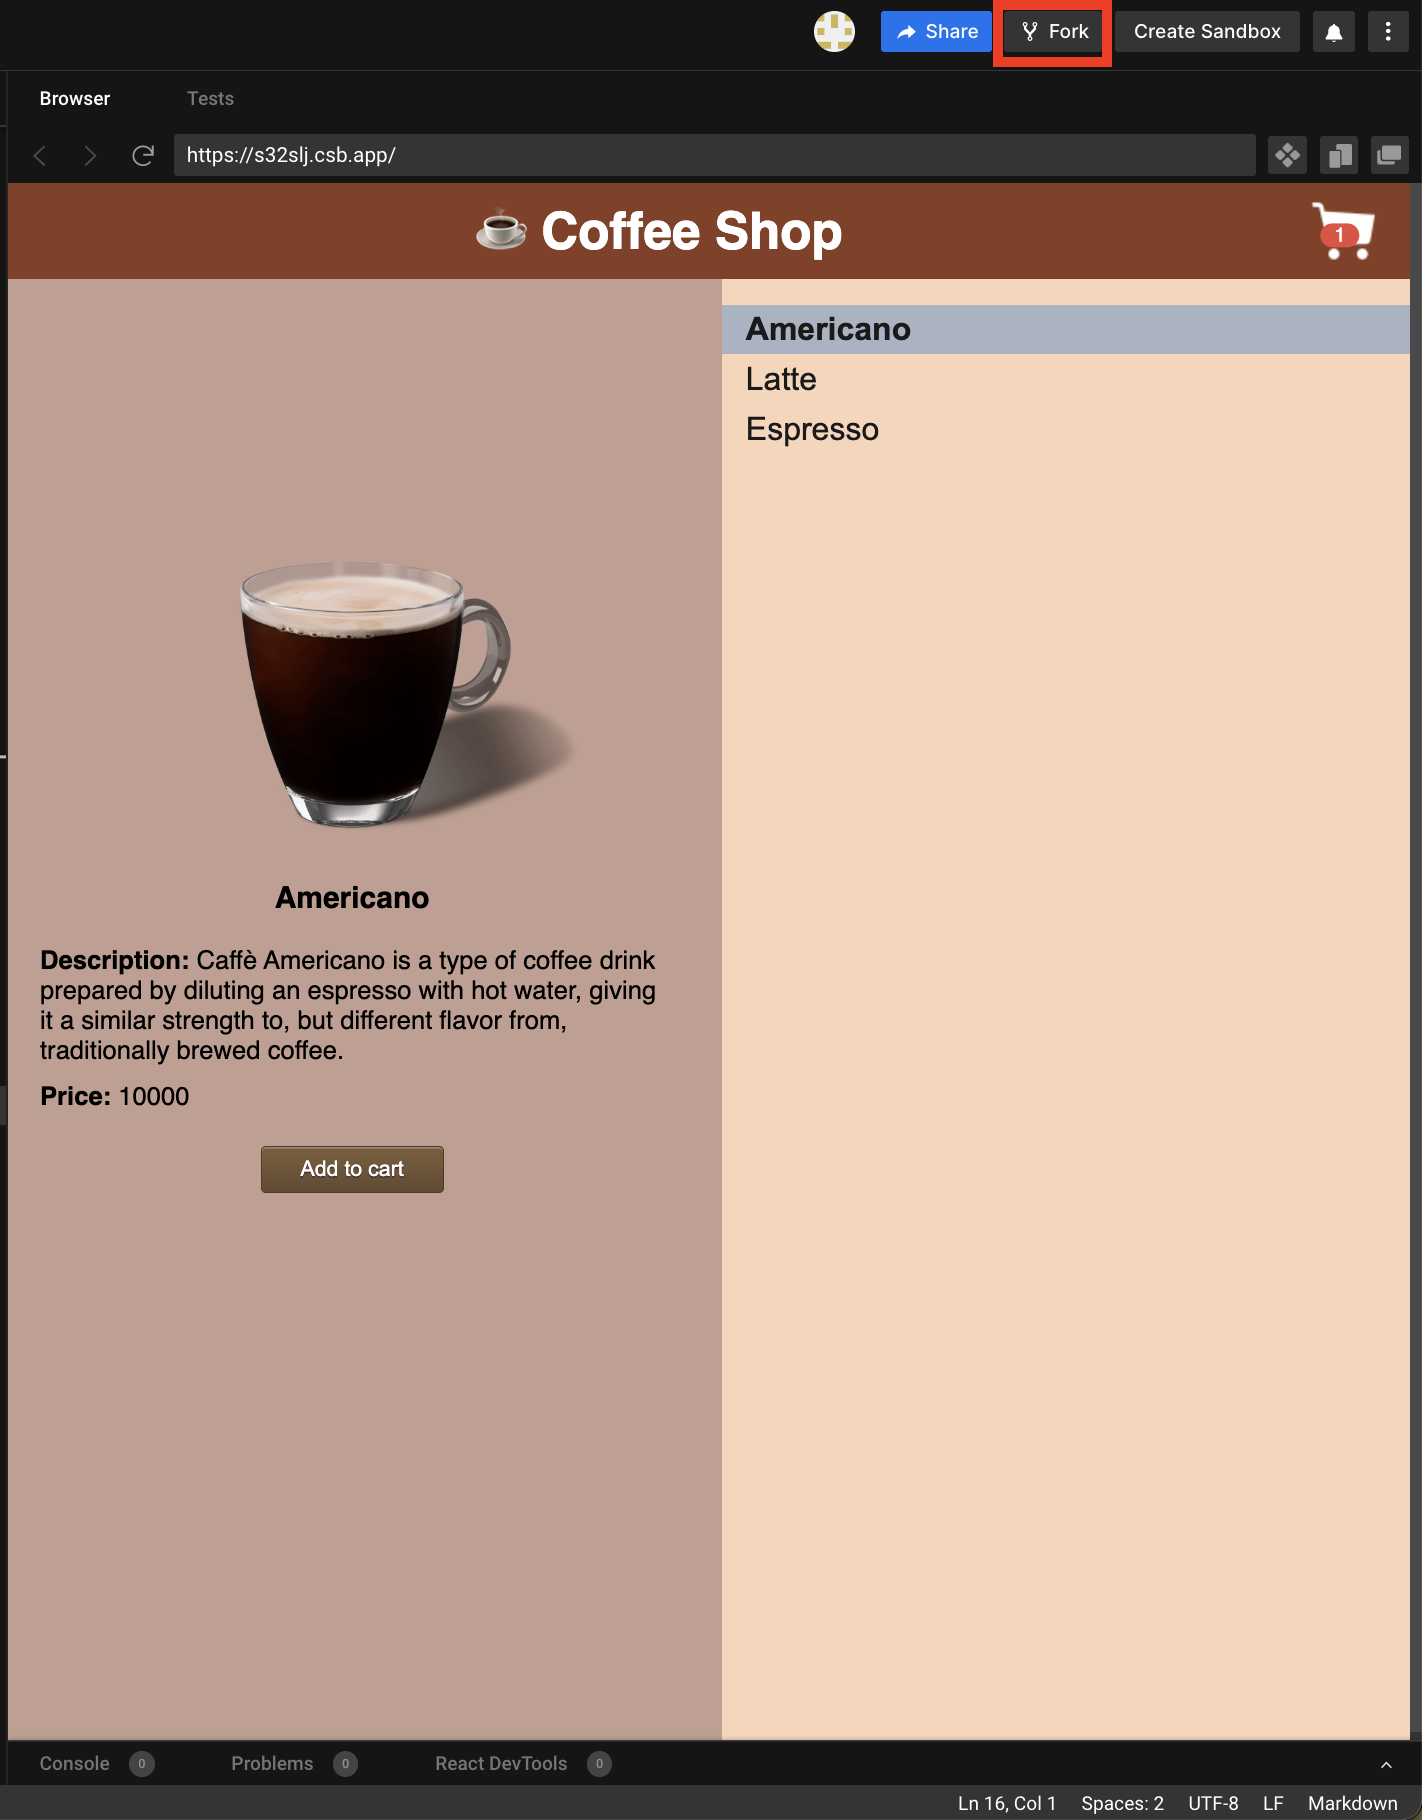 Share
Fork
Create Sandbox
Browser
Tests
https://s32slj.csb.app/
Coffee Shop
1
Americano
Latte
Espresso
Americano
Description: Caffè Americano is a type of coffee drink
prepared by diluting an espresso with hot water, giving
it a similar strength to, but different flavor from,
traditionally brewed coffee.
Price: 10000
Add to cart
Console 0
Problems 0
React DevTools 0
Ln 16, Col 1
Spaces: 2
UTF-8
LF
Markdown